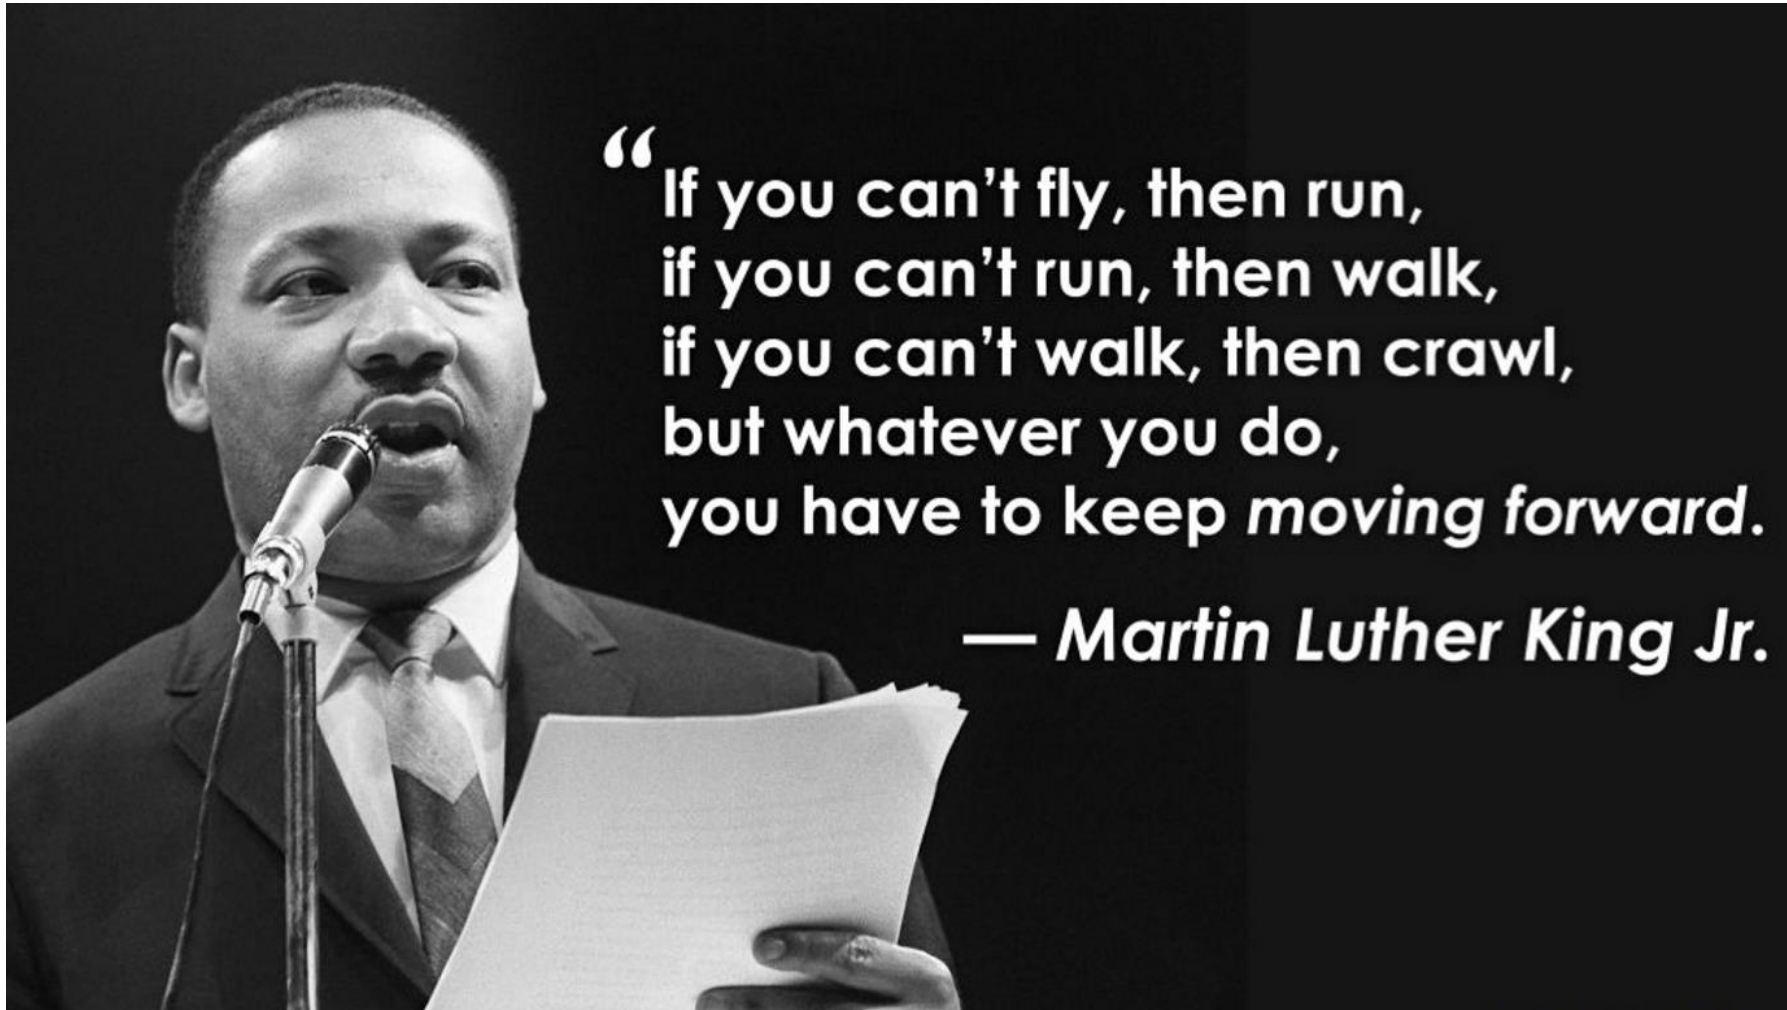 “If you can’t fly, then run,
if you can’t run, then walk,
if you can’t walk, then crawl,
but whatever you do,
you have to keep moving forward.
— Martin Luther King Jr.